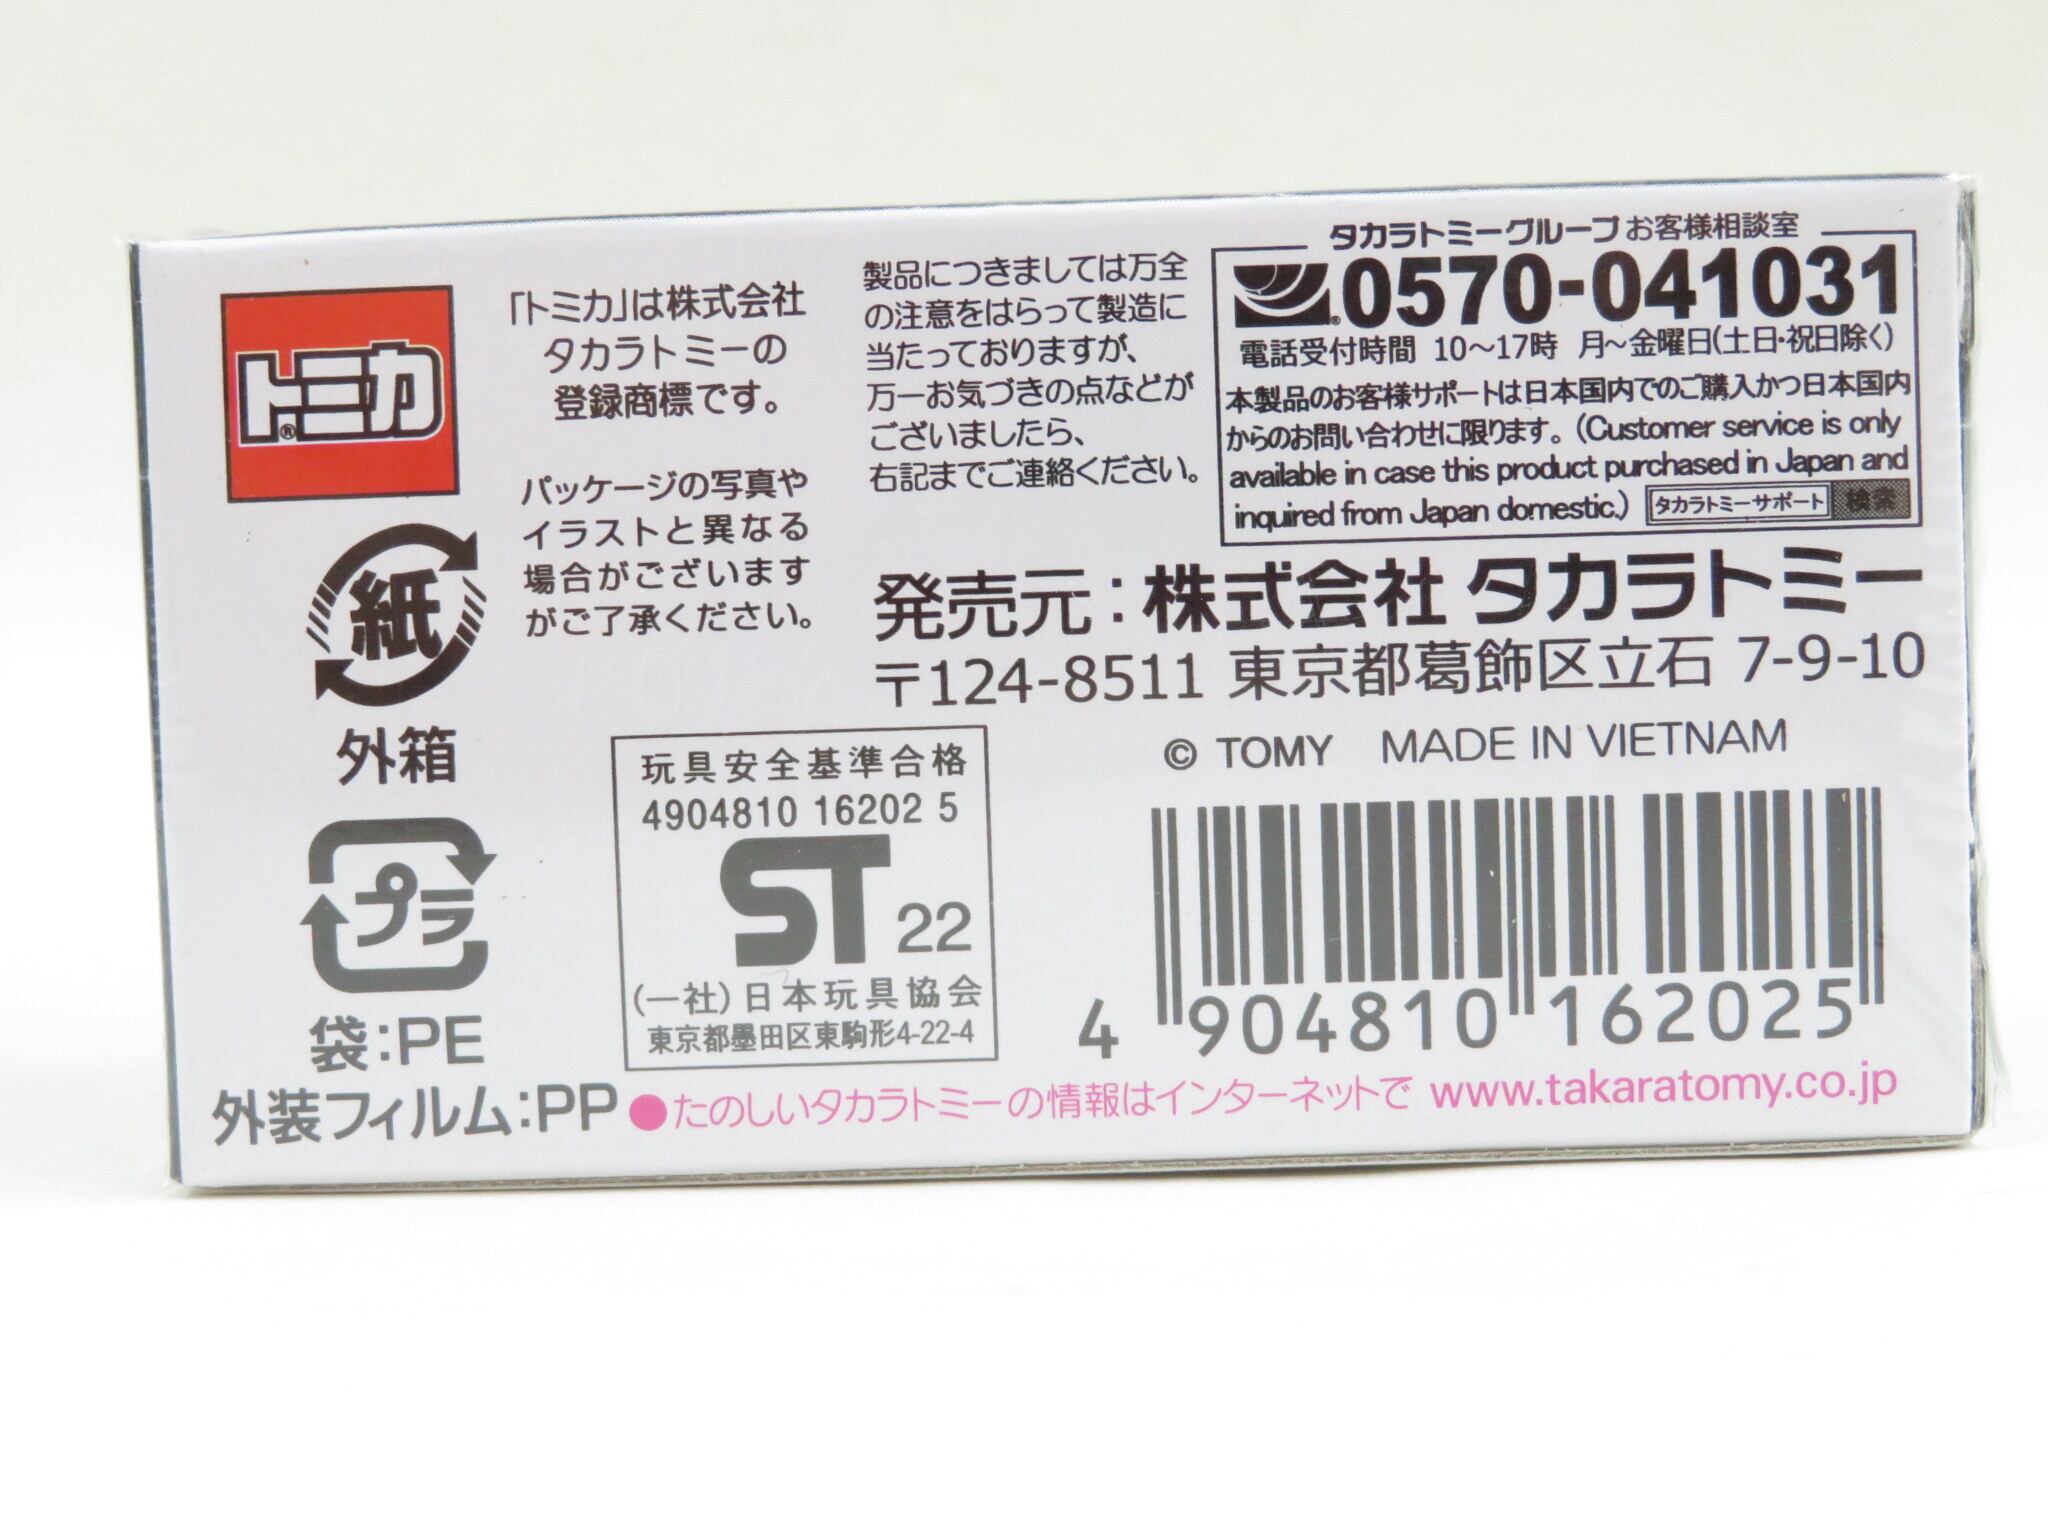 トミカ®
「トミカ」は株式会社
タカラトミーの
登録商標です。
パッケージの写真や
イラストと異なる
場合がございます
がご了承ください。
製品につきましては万全
の注意をはらって製造に
当たっておりますが、
万一お気づきの点などが
ございましたら、
右記までご連絡ください。
タカラトミーグループお客様相談室
0570-041031
電話受付時間 10〜17時 月〜金曜日(土日・祝日除く)
本製品のお客様サポートは日本国内でのご購入かつ日本国内
からのお問い合わせに限ります。(Customer service is only
available in case this product purchased in Japan and
inquired from Japan domestic.) タカラトミーサポート 検索
紙
外箱
プラ
袋:PE
外装フィルム:PP
発売元:株式会社 タカラトミー
〒124-8511 東京都葛飾区立石 7-9-10
© TOMY MADE IN VIETNAM
玩具安全基準合格
4904810 16202 5
ST 22
(一社)日本玩具協会
東京都墨田区東駒形4-22-4
4 904810 162025
●たのしいタカラトミーの情報はインターネットで www.takaratomy.co.jp